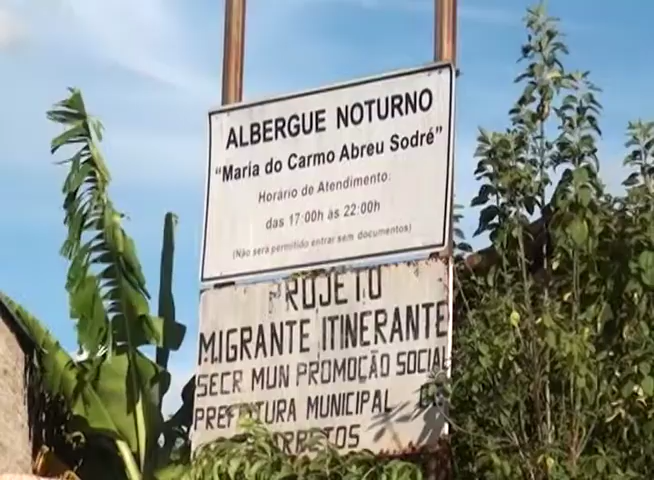 ALBERGUE NOTURNO
"Maria do Carmo Abreu Sodré"
Horário de Atendimento:
das 17:00h às 22:00h
(Não será permitido entrar sem documentos)
PROJETO
MIGRANTE ITINERANTE
SECR MUN PROMOÇÃO SOCIAL
PREFEITURA MUNICIPAL